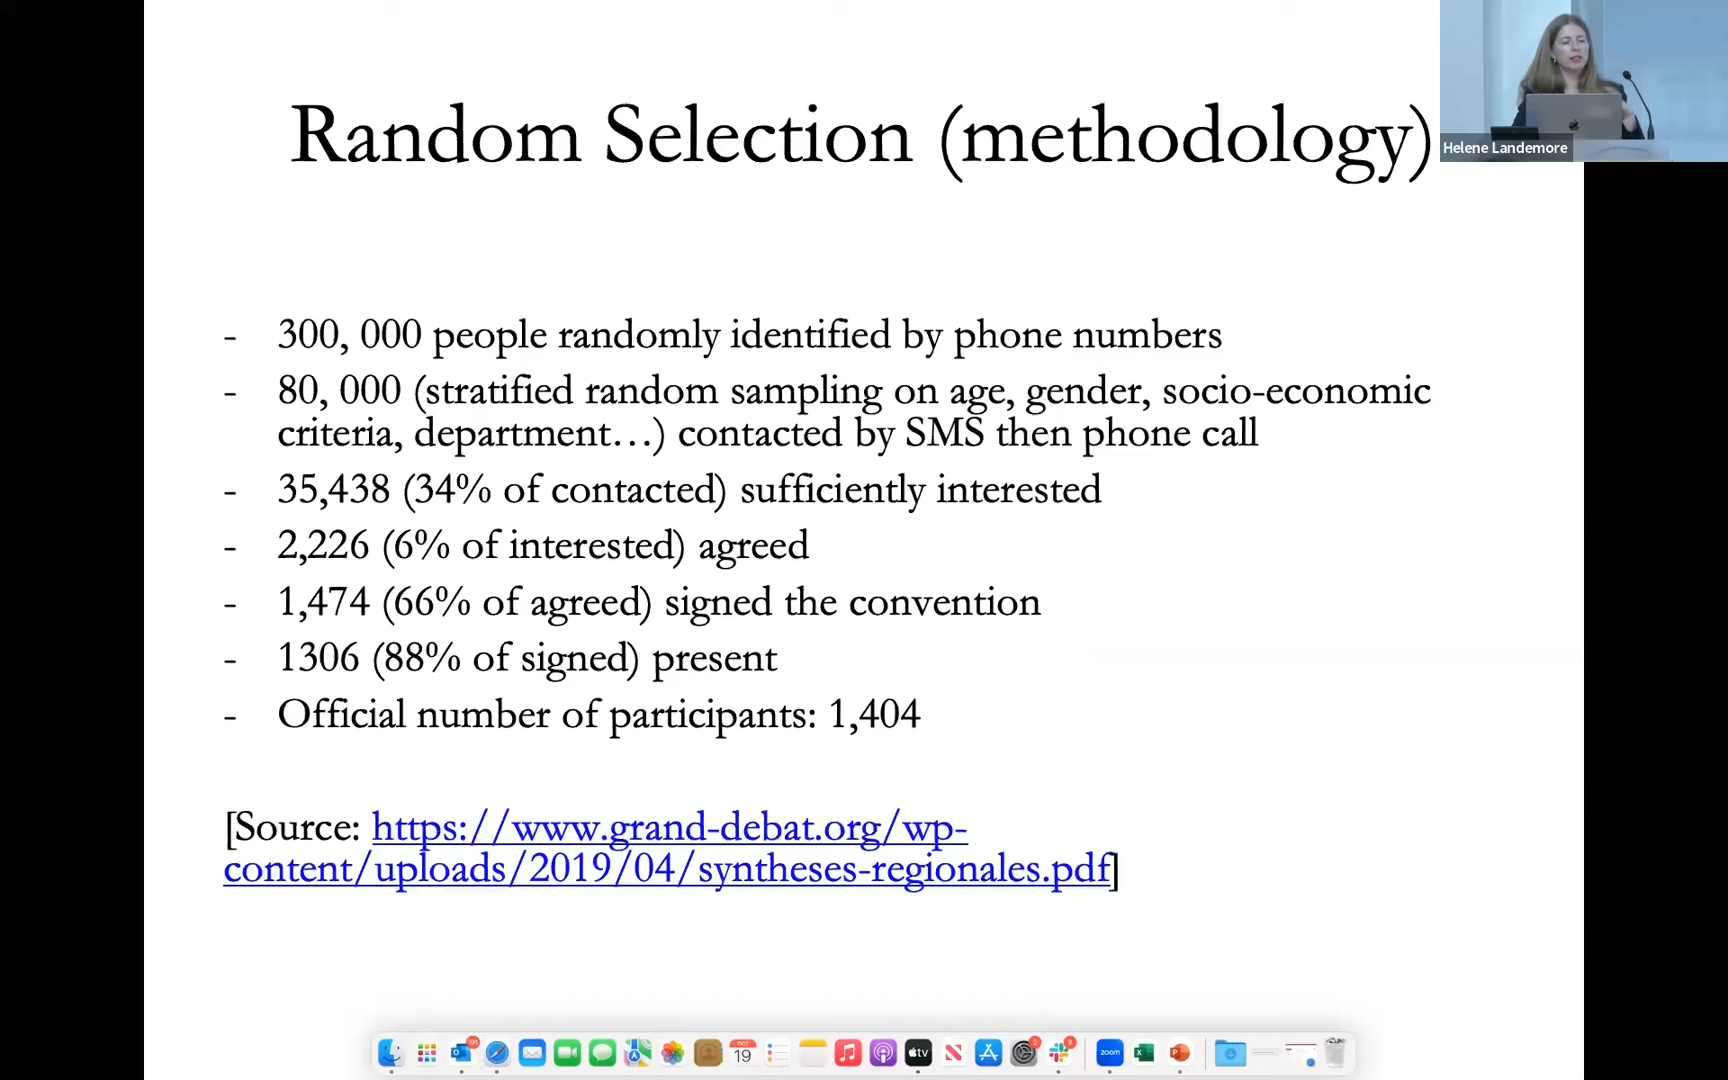 Random Selection (methodology)
Helene Landemore
- 300, 000 people randomly identified by phone numbers
- 80, 000 (stratified random sampling on age, gender, socio-economic
criteria, department…) contacted by SMS then phone call
- 35,438 (34% of contacted) sufficiently interested
- 2,226 (6% of interested) agreed
- 1,474 (66% of agreed) signed the convention
- 1306 (88% of signed) present
- Official number of participants: 1,404
[Source: https://www.grand-debat.org/wp-
content/uploads/2019/04/syntheses-regionales.pdf]
OCT
19
tv
zoom